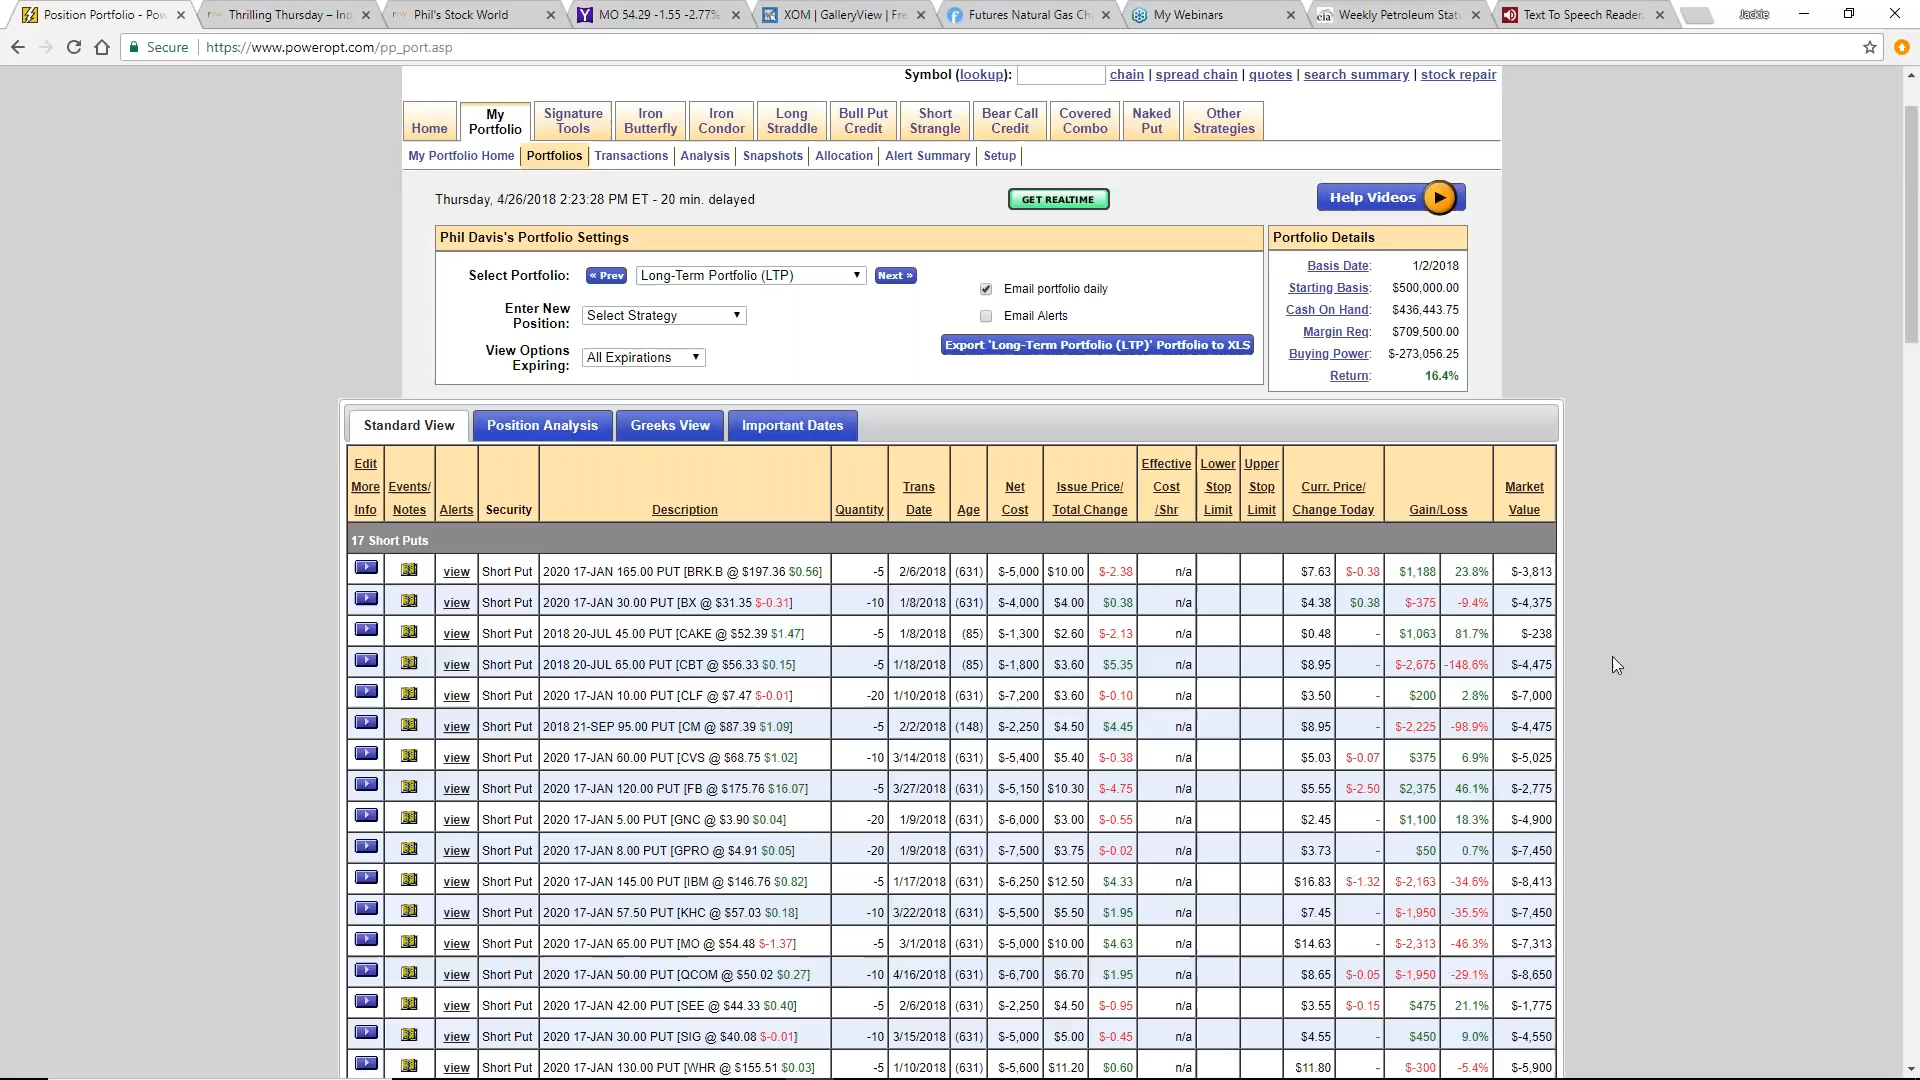 Position Portfolio - Pow
Thrilling Thursday – Inc
Phil's Stock World
MO 54.29 -1.55 -2.77%
XOM | GalleryView | Fre
Futures Natural Gas Cha
My Webinars
Weekly Petroleum Statu
Text To Speech Reader.
Jackie
Secure | https://www.poweropt.com/pp_port.asp
Symbol (lookup): chain | spread chain | quotes | search summary | stock repair
Home
My Portfolio
Signature Tools
Iron Butterfly
Iron Condor
Long Straddle
Bull Put Credit
Short Strangle
Bear Call Credit
Covered Combo
Naked Put
Other Strategies
My Portfolio Home | Portfolios | Transactions | Analysis | Snapshots | Allocation | Alert Summary | Setup |
Thursday, 4/26/2018 2:23:28 PM ET - 20 min. delayed
GET REALTIME
Help Videos
Phil Davis's Portfolio Settings
Select Portfolio: « Prev Long-Term Portfolio (LTP) Next »
Enter New Position: Select Strategy
View Options Expiring: All Expirations
Email portfolio daily
Email Alerts
Export 'Long-Term Portfolio (LTP)' Portfolio to XLS
Portfolio Details
Basis Date: 1/2/2018
Starting Basis: $500,000.00
Cash On Hand: $436,443.75
Margin Req: $709,500.00
Buying Power: $-273,056.25
Return: 16.4%
Standard View Position Analysis Greeks View Important Dates
Edit More Info
Events/ Notes
Alerts
Security
Description
Quantity
Trans Date
Age
Net Cost
Issue Price/ Total Change
Effective Cost /Shr
Lower Stop Limit
Upper Stop Limit
Curr. Price/ Change Today
Gain/Loss
Market Value
17 Short Puts
view Short Put 2020 17-JAN 165.00 PUT [BRK.B @ $197.36 $0.56] -5 2/6/2018 (631) $-5,000 $10.00 $-2.38 n/a $7.63 $-0.38 $1,188 23.8% $-3,813
view Short Put 2020 17-JAN 30.00 PUT [BX @ $31.35 $-0.31] -10 1/8/2018 (631) $-4,000 $4.00 $0.38 n/a $4.38 $0.38 $-375 -9.4% $-4,375
view Short Put 2018 20-JUL 45.00 PUT [CAKE @ $52.39 $1.47] -5 1/8/2018 (85) $-1,300 $2.60 $-2.13 n/a $0.48 - $1,063 81.7% $-238
view Short Put 2018 20-JUL 65.00 PUT [CBT @ $56.33 $0.15] -5 1/18/2018 (85) $-1,800 $3.60 $5.35 n/a $8.95 - $-2,675 -148.6% $-4,475
view Short Put 2020 17-JAN 10.00 PUT [CLF @ $7.47 $-0.01] -20 1/10/2018 (631) $-7,200 $3.60 $-0.10 n/a $3.50 - $200 2.8% $-7,000
view Short Put 2018 21-SEP 95.00 PUT [CM @ $87.39 $1.09] -5 2/2/2018 (148) $-2,250 $4.50 $4.45 n/a $8.95 - $-2,225 -98.9% $-4,475
view Short Put 2020 17-JAN 60.00 PUT [CVS @ $68.75 $1.02] -10 3/14/2018 (631) $-5,400 $5.40 $-0.38 n/a $5.03 $-0.07 $375 6.9% $-5,025
view Short Put 2020 17-JAN 120.00 PUT [FB @ $175.76 $16.07] -5 3/27/2018 (631) $-5,150 $10.30 $-4.75 n/a $5.55 $-2.50 $2,375 46.1% $-2,775
view Short Put 2020 17-JAN 5.00 PUT [GNC @ $3.90 $0.04] -20 1/9/2018 (631) $-6,000 $3.00 $-0.55 n/a $2.45 - $1,100 18.3% $-4,900
view Short Put 2020 17-JAN 8.00 PUT [GPRO @ $4.91 $0.05] -20 1/9/2018 (631) $-7,500 $3.75 $-0.02 n/a $3.73 - $50 0.7% $-7,450
view Short Put 2020 17-JAN 145.00 PUT [IBM @ $146.76 $0.82] -5 1/17/2018 (631) $-6,250 $12.50 $4.33 n/a $16.83 $-1.32 $-2,163 -34.6% $-8,413
view Short Put 2020 17-JAN 57.50 PUT [KHC @ $57.03 $0.18] -10 3/22/2018 (631) $-5,500 $5.50 $1.95 n/a $7.45 - $-1,950 -35.5% $-7,450
view Short Put 2020 17-JAN 65.00 PUT [MO @ $54.48 $-1.37] -5 3/1/2018 (631) $-5,000 $10.00 $4.63 n/a $14.63 - $-2,313 -46.3% $-7,313
view Short Put 2020 17-JAN 50.00 PUT [QCOM @ $50.02 $0.27] -10 4/16/2018 (631) $-6,700 $6.70 $1.95 n/a $8.65 $-0.05 $-1,950 -29.1% $-8,650
view Short Put 2020 17-JAN 42.00 PUT [SEE @ $44.33 $0.40] -5 2/6/2018 (631) $-2,250 $4.50 $-0.95 n/a $3.55 $-0.15 $475 21.1% $-1,775
view Short Put 2020 17-JAN 30.00 PUT [SIG @ $40.08 $-0.01] -10 3/15/2018 (631) $-5,000 $5.00 $-0.45 n/a $4.55 - $450 9.0% $-4,550
view Short Put 2020 17-JAN 130.00 PUT [WHR @ $155.51 $0.03] -5 1/10/2018 (631) $-5,600 $11.20 $0.60 n/a $11.80 - $-300 -5.4% $-5,900